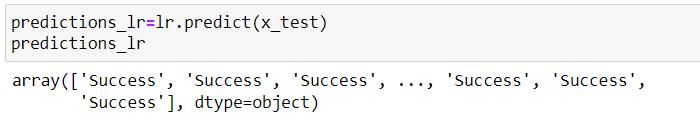 predictions_lr=lr.predict(x_test)
predictions_lr
array(['Success', 'Success', 'Success', ..., 'Success', 'Success',
'Success'], dtype=object)